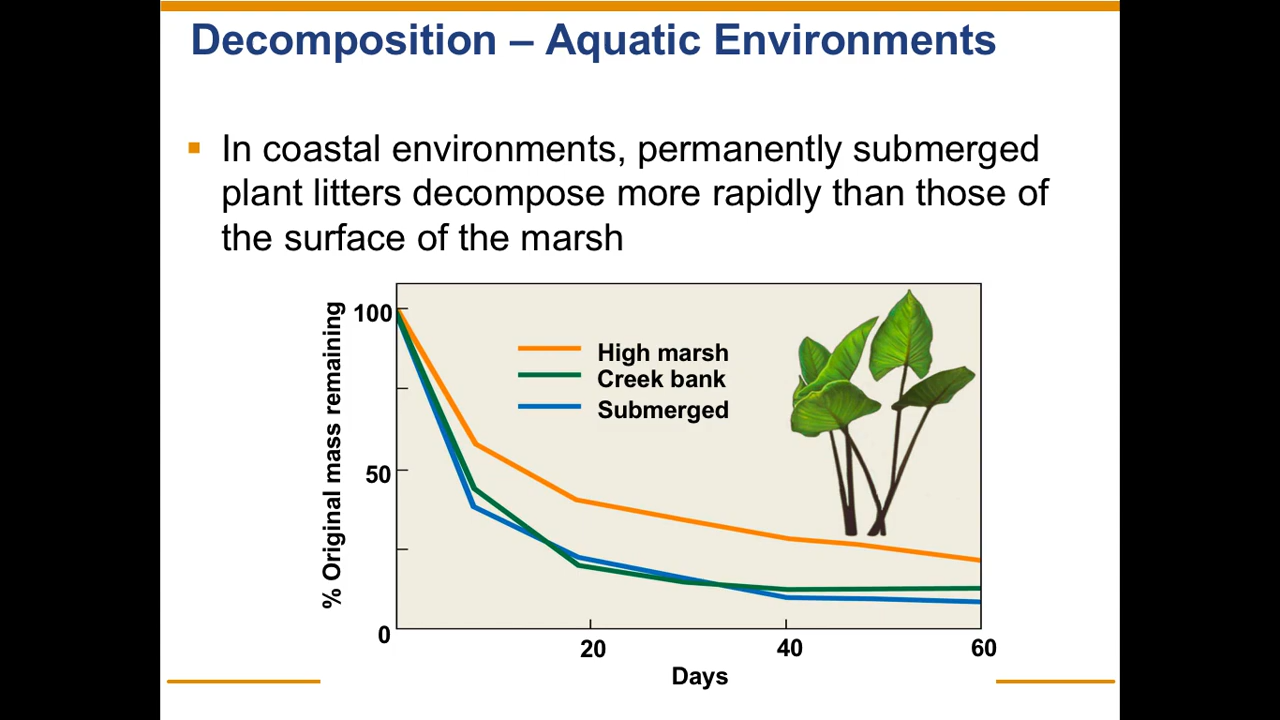 Decomposition – Aquatic Environments
In coastal environments, permanently submerged
plant litters decompose more rapidly than those of
the surface of the marsh
% Original mass remaining
100
50
0
High marsh
Creek bank
Submerged
20
40
60
Days